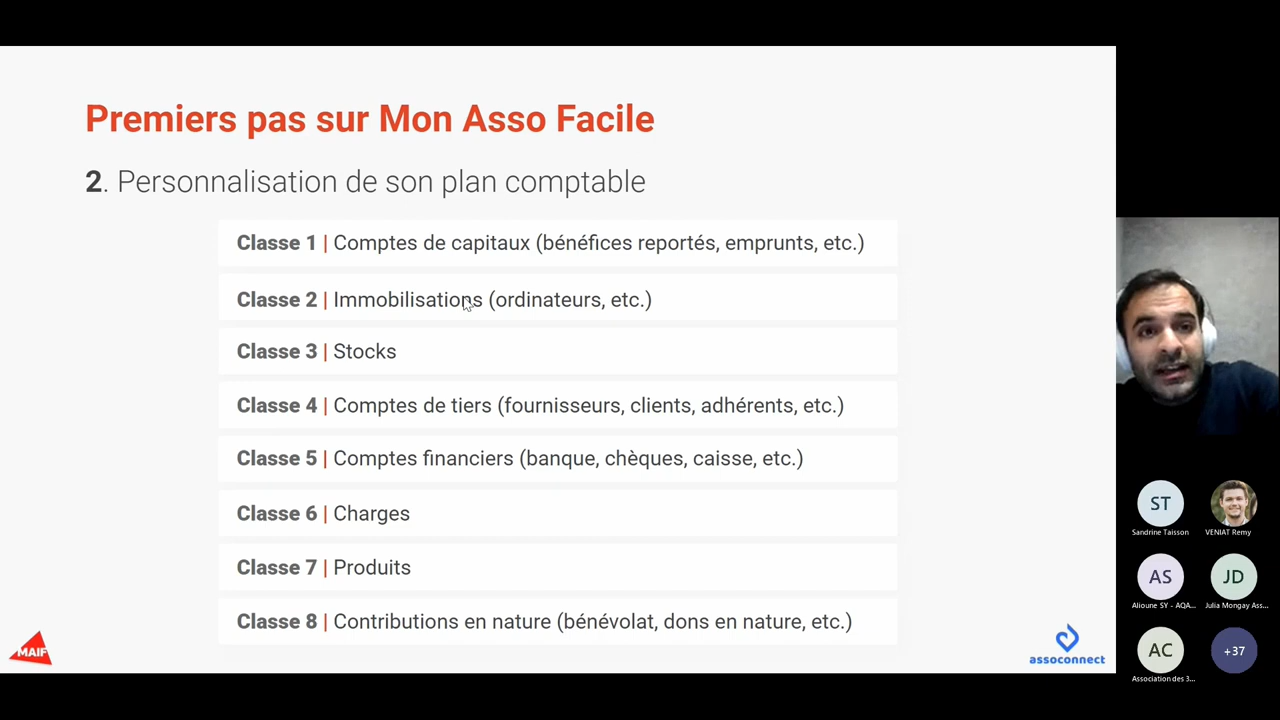 Premiers pas sur Mon Asso Facile
2. Personnalisation de son plan comptable
Classe 1 | Comptes de capitaux (bénéfices reportés, emprunts, etc.)
Classe 2 | Immobilisations (ordinateurs, etc.)
Classe 3 | Stocks
Classe 4 | Comptes de tiers (fournisseurs, clients, adhérents, etc.)
Classe 5 | Comptes financiers (banque, chèques, caisse, etc.)
Classe 6 | Charges
Classe 7 | Produits
Classe 8 | Contributions en nature (bénévolat, dons en nature, etc.)
MAIF
assoconnect
ST
Sandrine Taisson
VENIAT Remy
AS
JD
Alioune SY - AQA...
Julia Mongay Ass...
AC
+37
Association des 3...